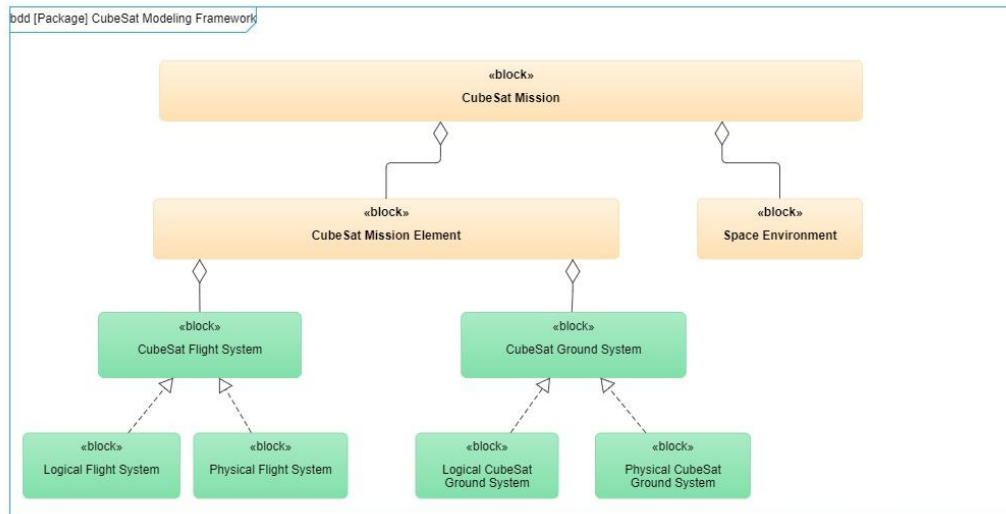 bdd [Package] CubeSat Modeling Framework
«block»
CubeSat Mission
«block»
CubeSat Mission Element
«block»
Space Environment
«block»
CubeSat Flight System
«block»
CubeSat Ground System
«block»
Logical Flight System
«block»
Physical Flight System
«block»
Logical CubeSat
Ground System
«block»
Physical CubeSat
Ground System